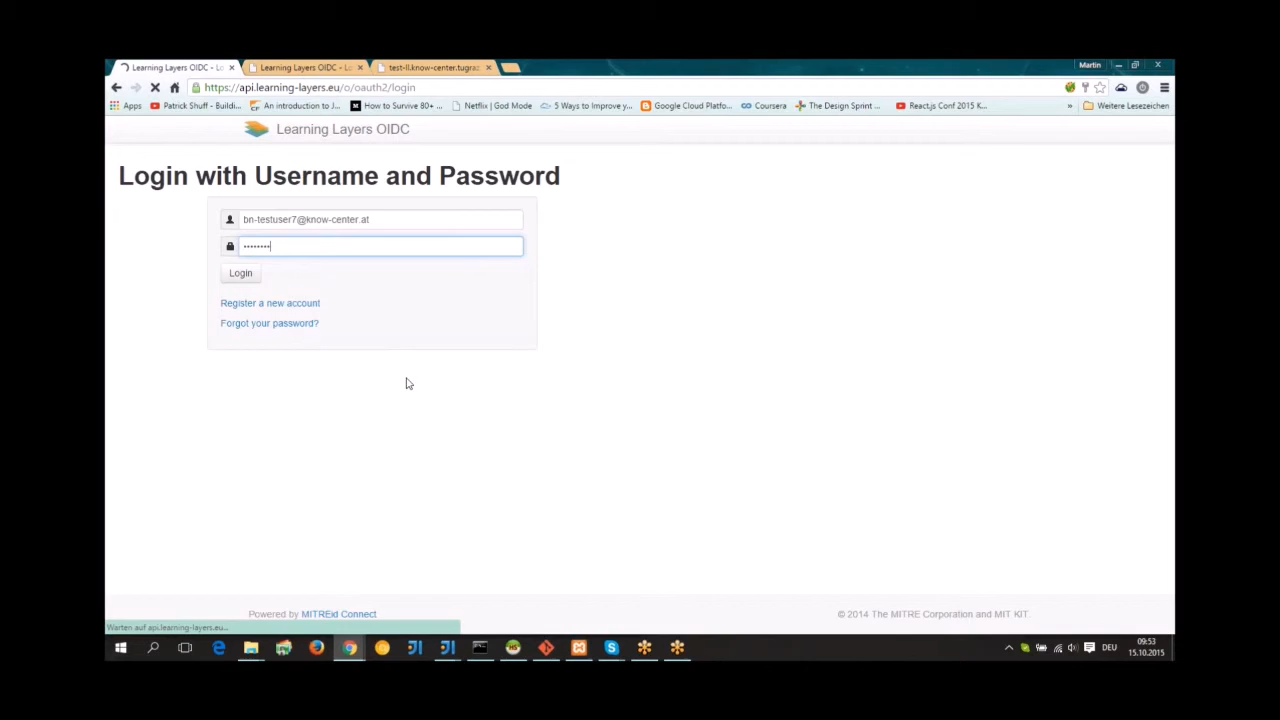 Learning Layers OIDC - Lo
Learning Layers OIDC - Lo
test-ll.know-center.tugraz
Martin
https://api.learning-layers.eu/o/oauth2/login
Apps
Patrick Shuff - Buildi...
An introduction to J...
How to Survive 80+ ...
Netflix | God Mode
5 Ways to Improve y...
Google Cloud Platfo...
Coursera
The Design Sprint ...
React.js Conf 2015 K...
»
Weitere Lesezeichen
Learning Layers OIDC
Login with Username and Password
bn-testuser7@know-center.at
••••••••
Login
Register a new account
Forgot your password?
Powered by MITREid Connect
© 2014 The MITRE Corporation and MIT KIT.
Warten auf api.learning-layers.eu...
DEU
09:53
15.10.2015